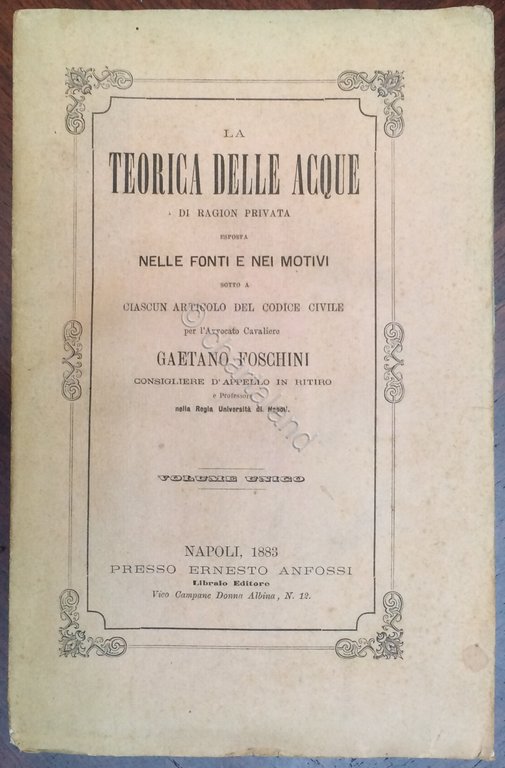 LA
TEORICA DELLE ACQUE
DI RAGION PRIVATA
ESPOSTA
NELLE FONTI E NEI MOTIVI
SOTTO A
CIASCUN ARTICOLO DEL CODICE CIVILE
per l'Avvocato Cavaliere
GAETANO FOSCHINI
CONSIGLIERE D'APPELLO IN RITIRO
e Professore
nella Regia Università di Napoli.
VOLUME UNICO
NAPOLI, 1883
PRESSO ERNESTO ANFOSSI
Libraio Editore
Vico Campane Donna Albina, N. 12.
© chartaland